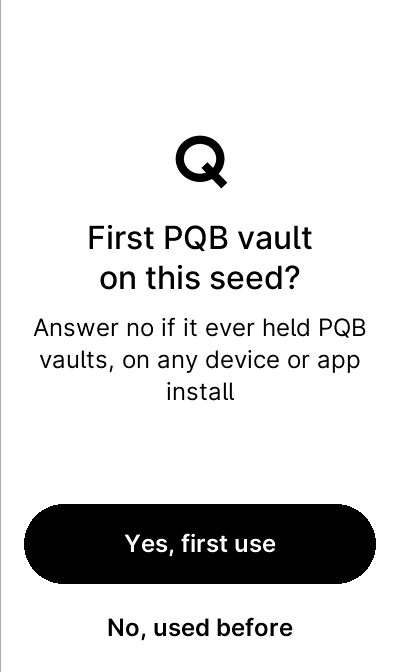 Q
First PQB vault
on this seed?
Answer no if it ever held PQB
vaults, on any device or app
install
Yes, first use
No, used before